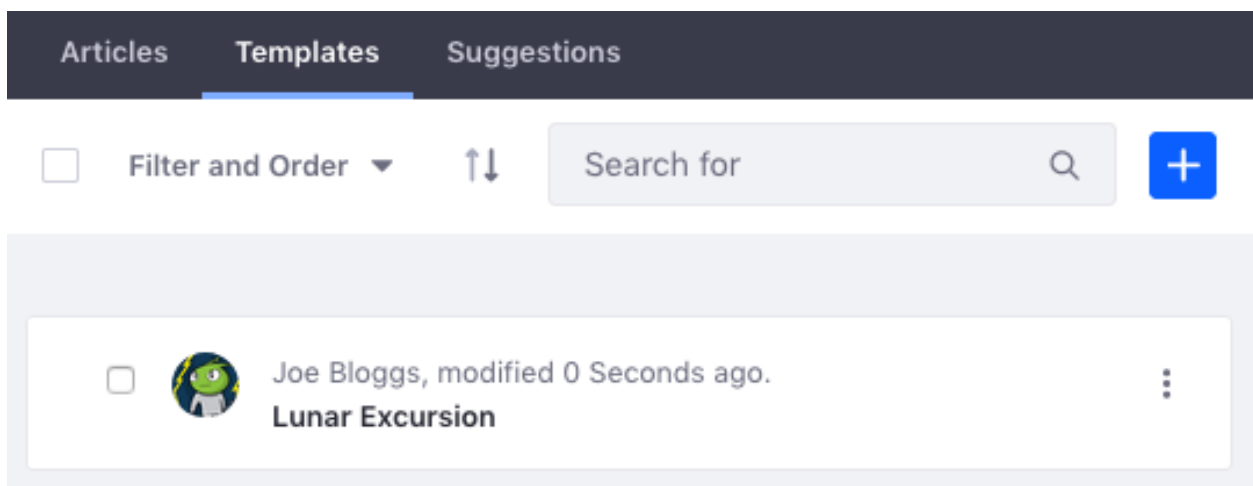 Articles Templates Suggestions
Filter and Order Search for
Joe Bloggs, modified 0 Seconds ago.
Lunar Excursion